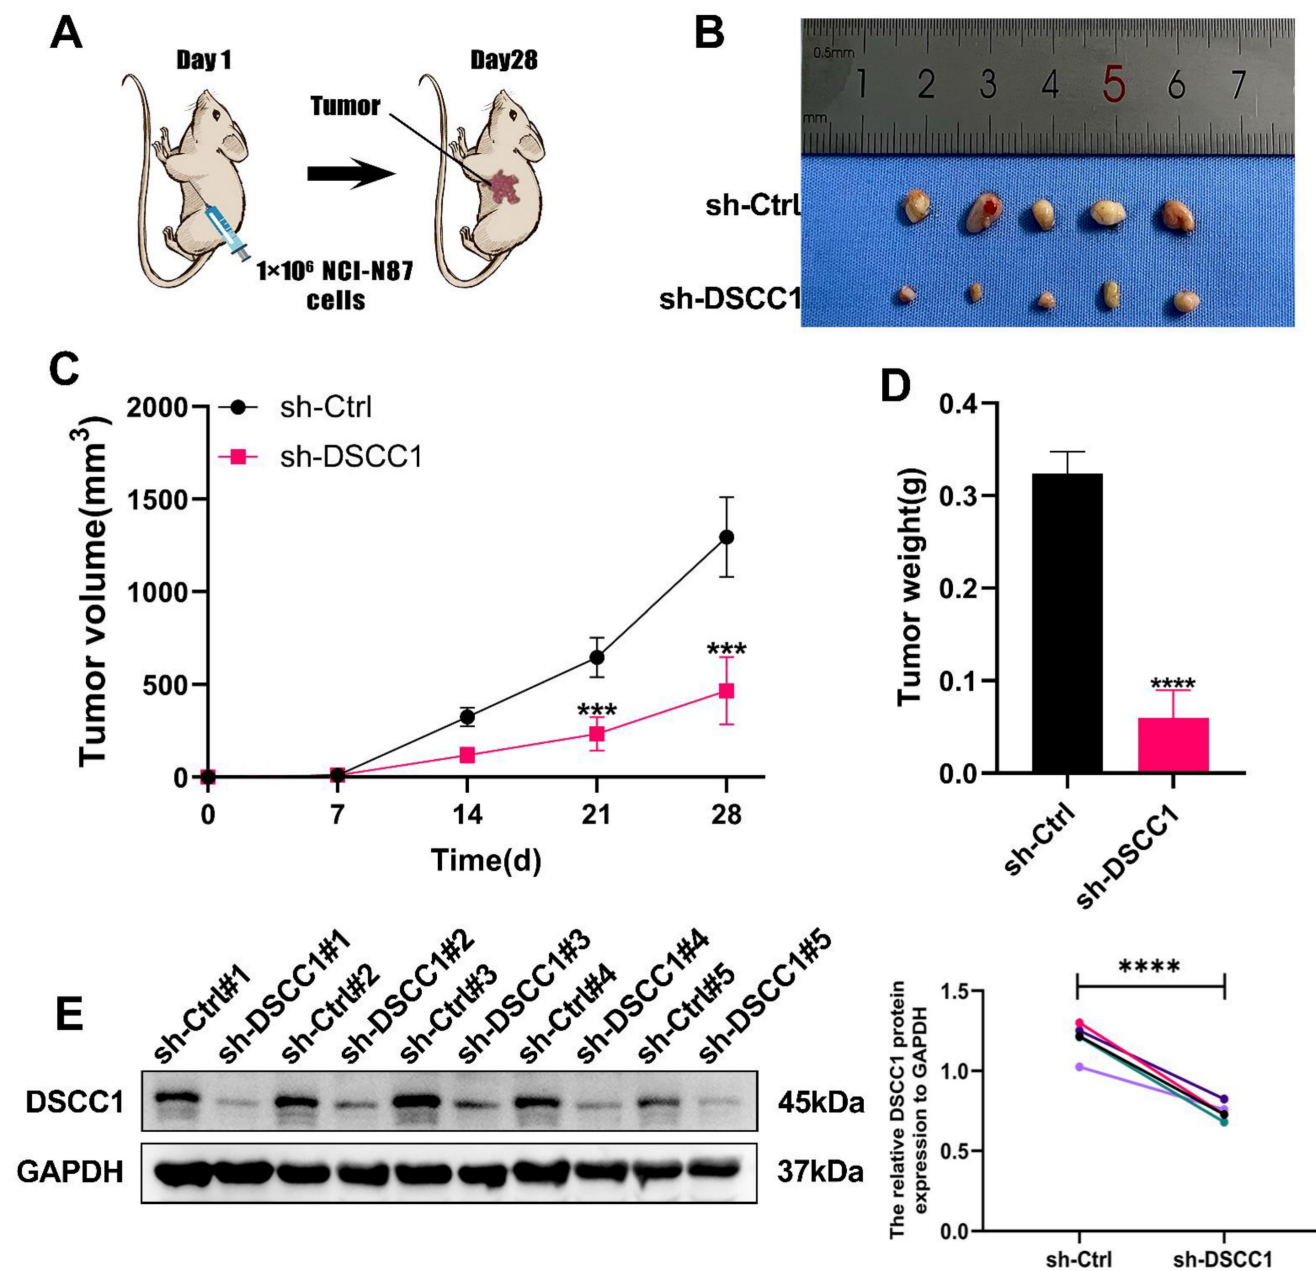 A
Day 1
Day28
Tumor
1×10⁶ NCI-N87
cells
B
0.5mm
1 2 3 4 5 6 7
mm
sh-Ctrl
sh-DSCC1
C
Tumor volume(mm³)
2000
1500
1000
500
0
sh-Ctrl
sh-DSCC1
***
***
0 7 14 21 28
Time(d)
D
Tumor weight(g)
0.4
0.3
0.2
0.1
0.0
****
sh-Ctrl
sh-DSCC1
E
sh-Ctrl#1
sh-DSCC1#1
sh-Ctrl#2
sh-DSCC1#2
sh-Ctrl#3
sh-DSCC1#3
sh-Ctrl#4
sh-DSCC1#4
sh-Ctrl#5
sh-DSCC1#5
DSCC1
45kDa
GAPDH
37kDa
The relative DSCC1 protein
expression to GAPDH
1.5
1.0
0.5
0.0
****
sh-Ctrl
sh-DSCC1